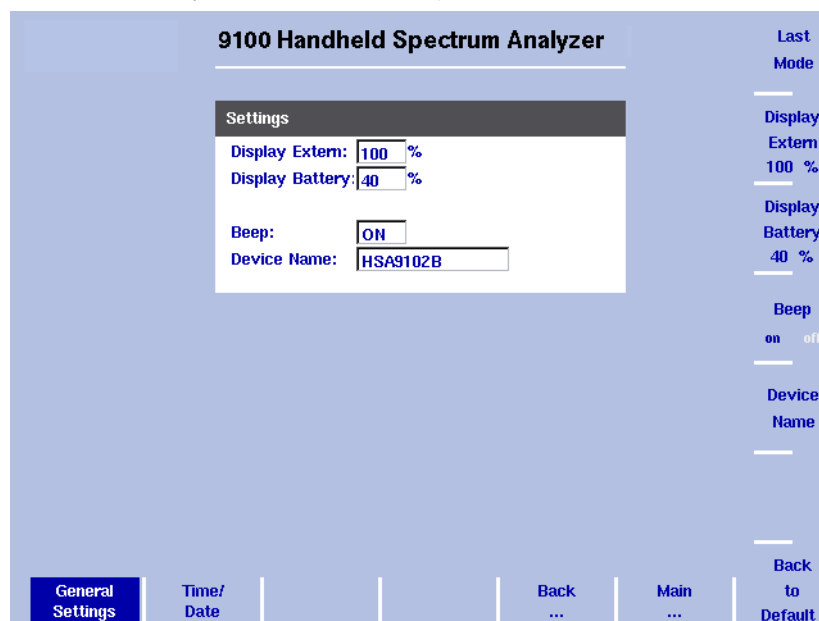 9100 Handheld Spectrum Analyzer
Settings
Display Extern: 100 %
Display Battery: 40 %
Beep: ON
Device Name: HSA9102B
Last
Mode
Display
Extern
100 %
Display
Battery
40 %
Beep
on off
Device
Name
Back
to
Default
General
Settings
Time/
Date
Back
...
Main
...